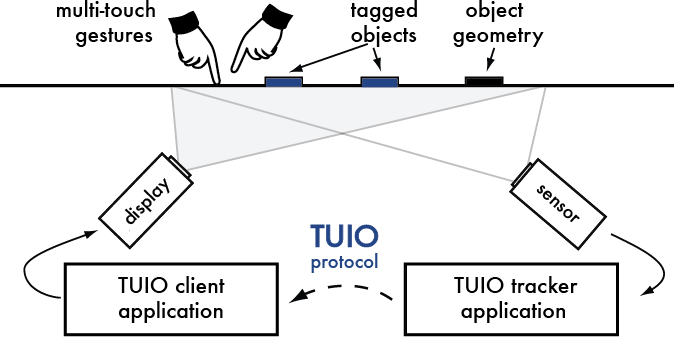 multi-touch
gestures
tagged
objects
object
geometry
display
sensor
TUIO
protocol
TUIO client
application
TUIO tracker
application